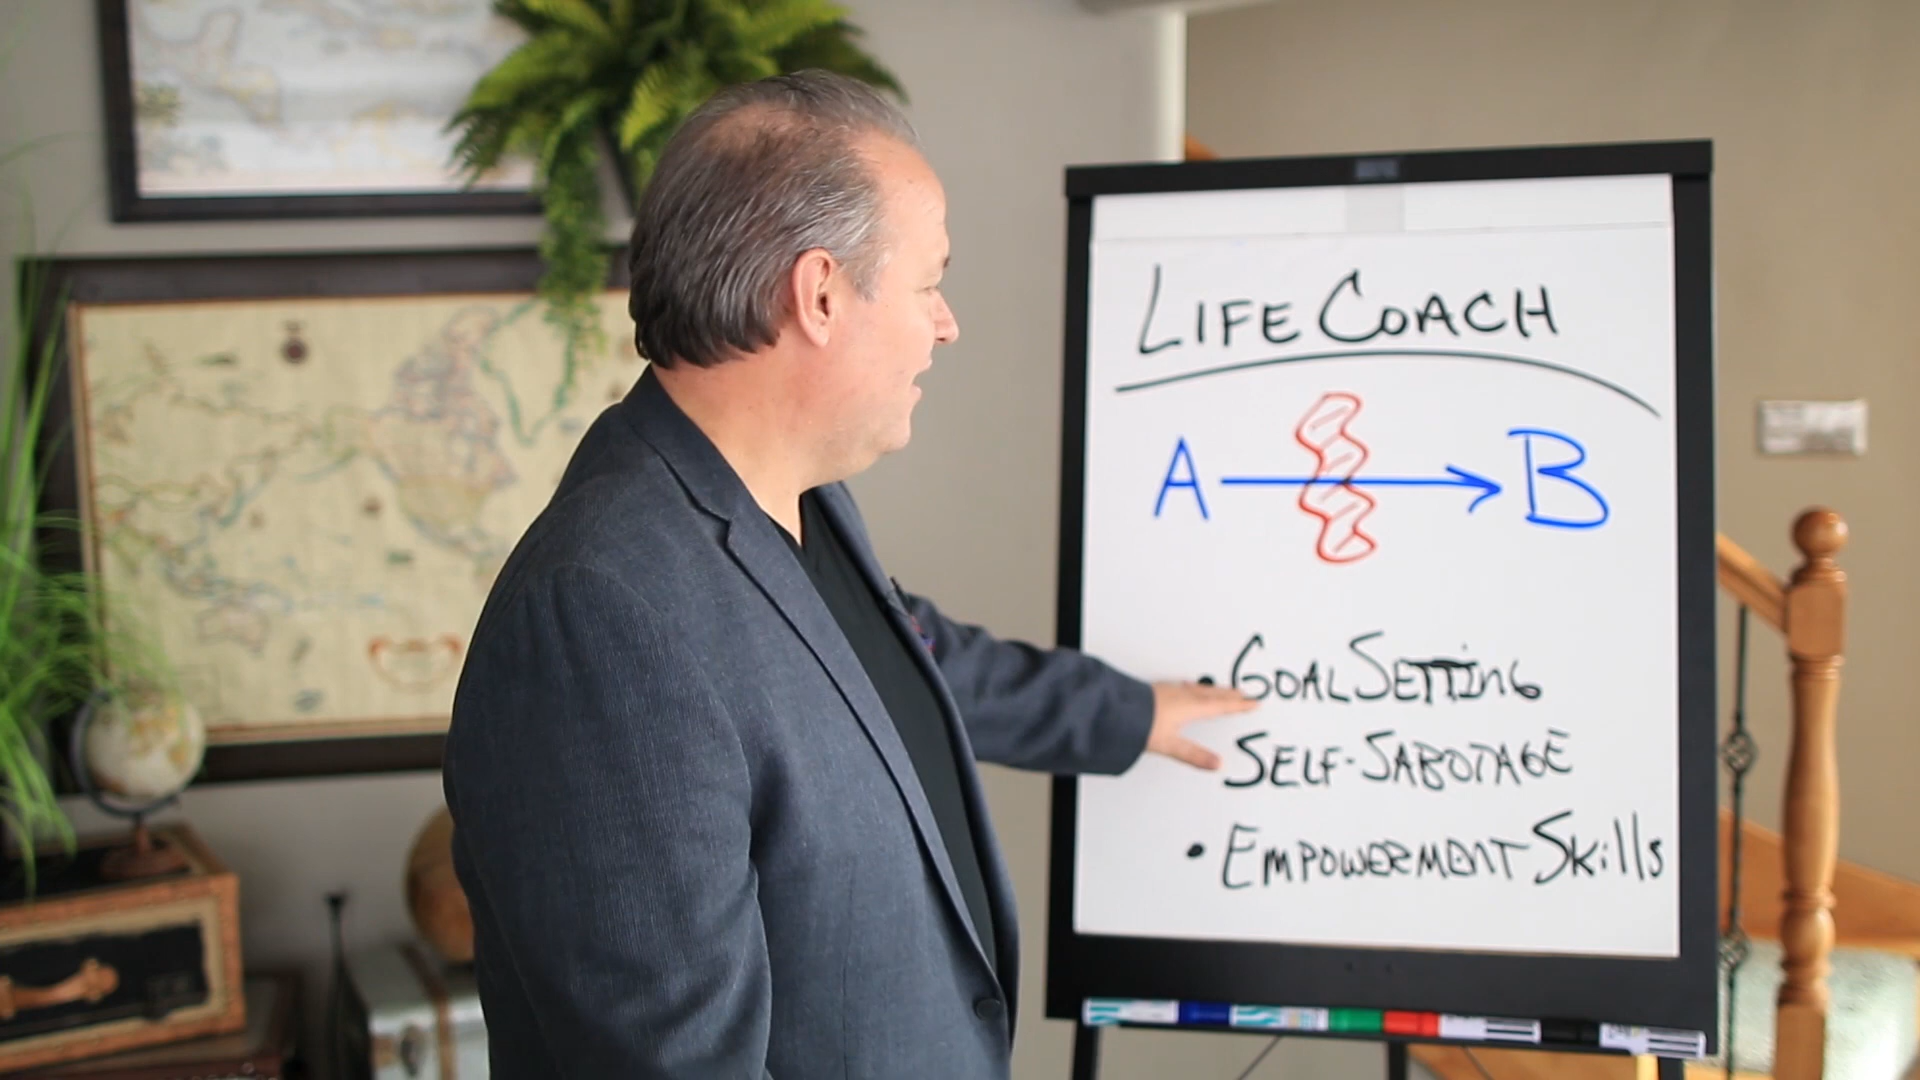 LIFE COACH
A B
• GOAL SETTING
SELF-SABOTAGE
• EMPOWERMENT SKills